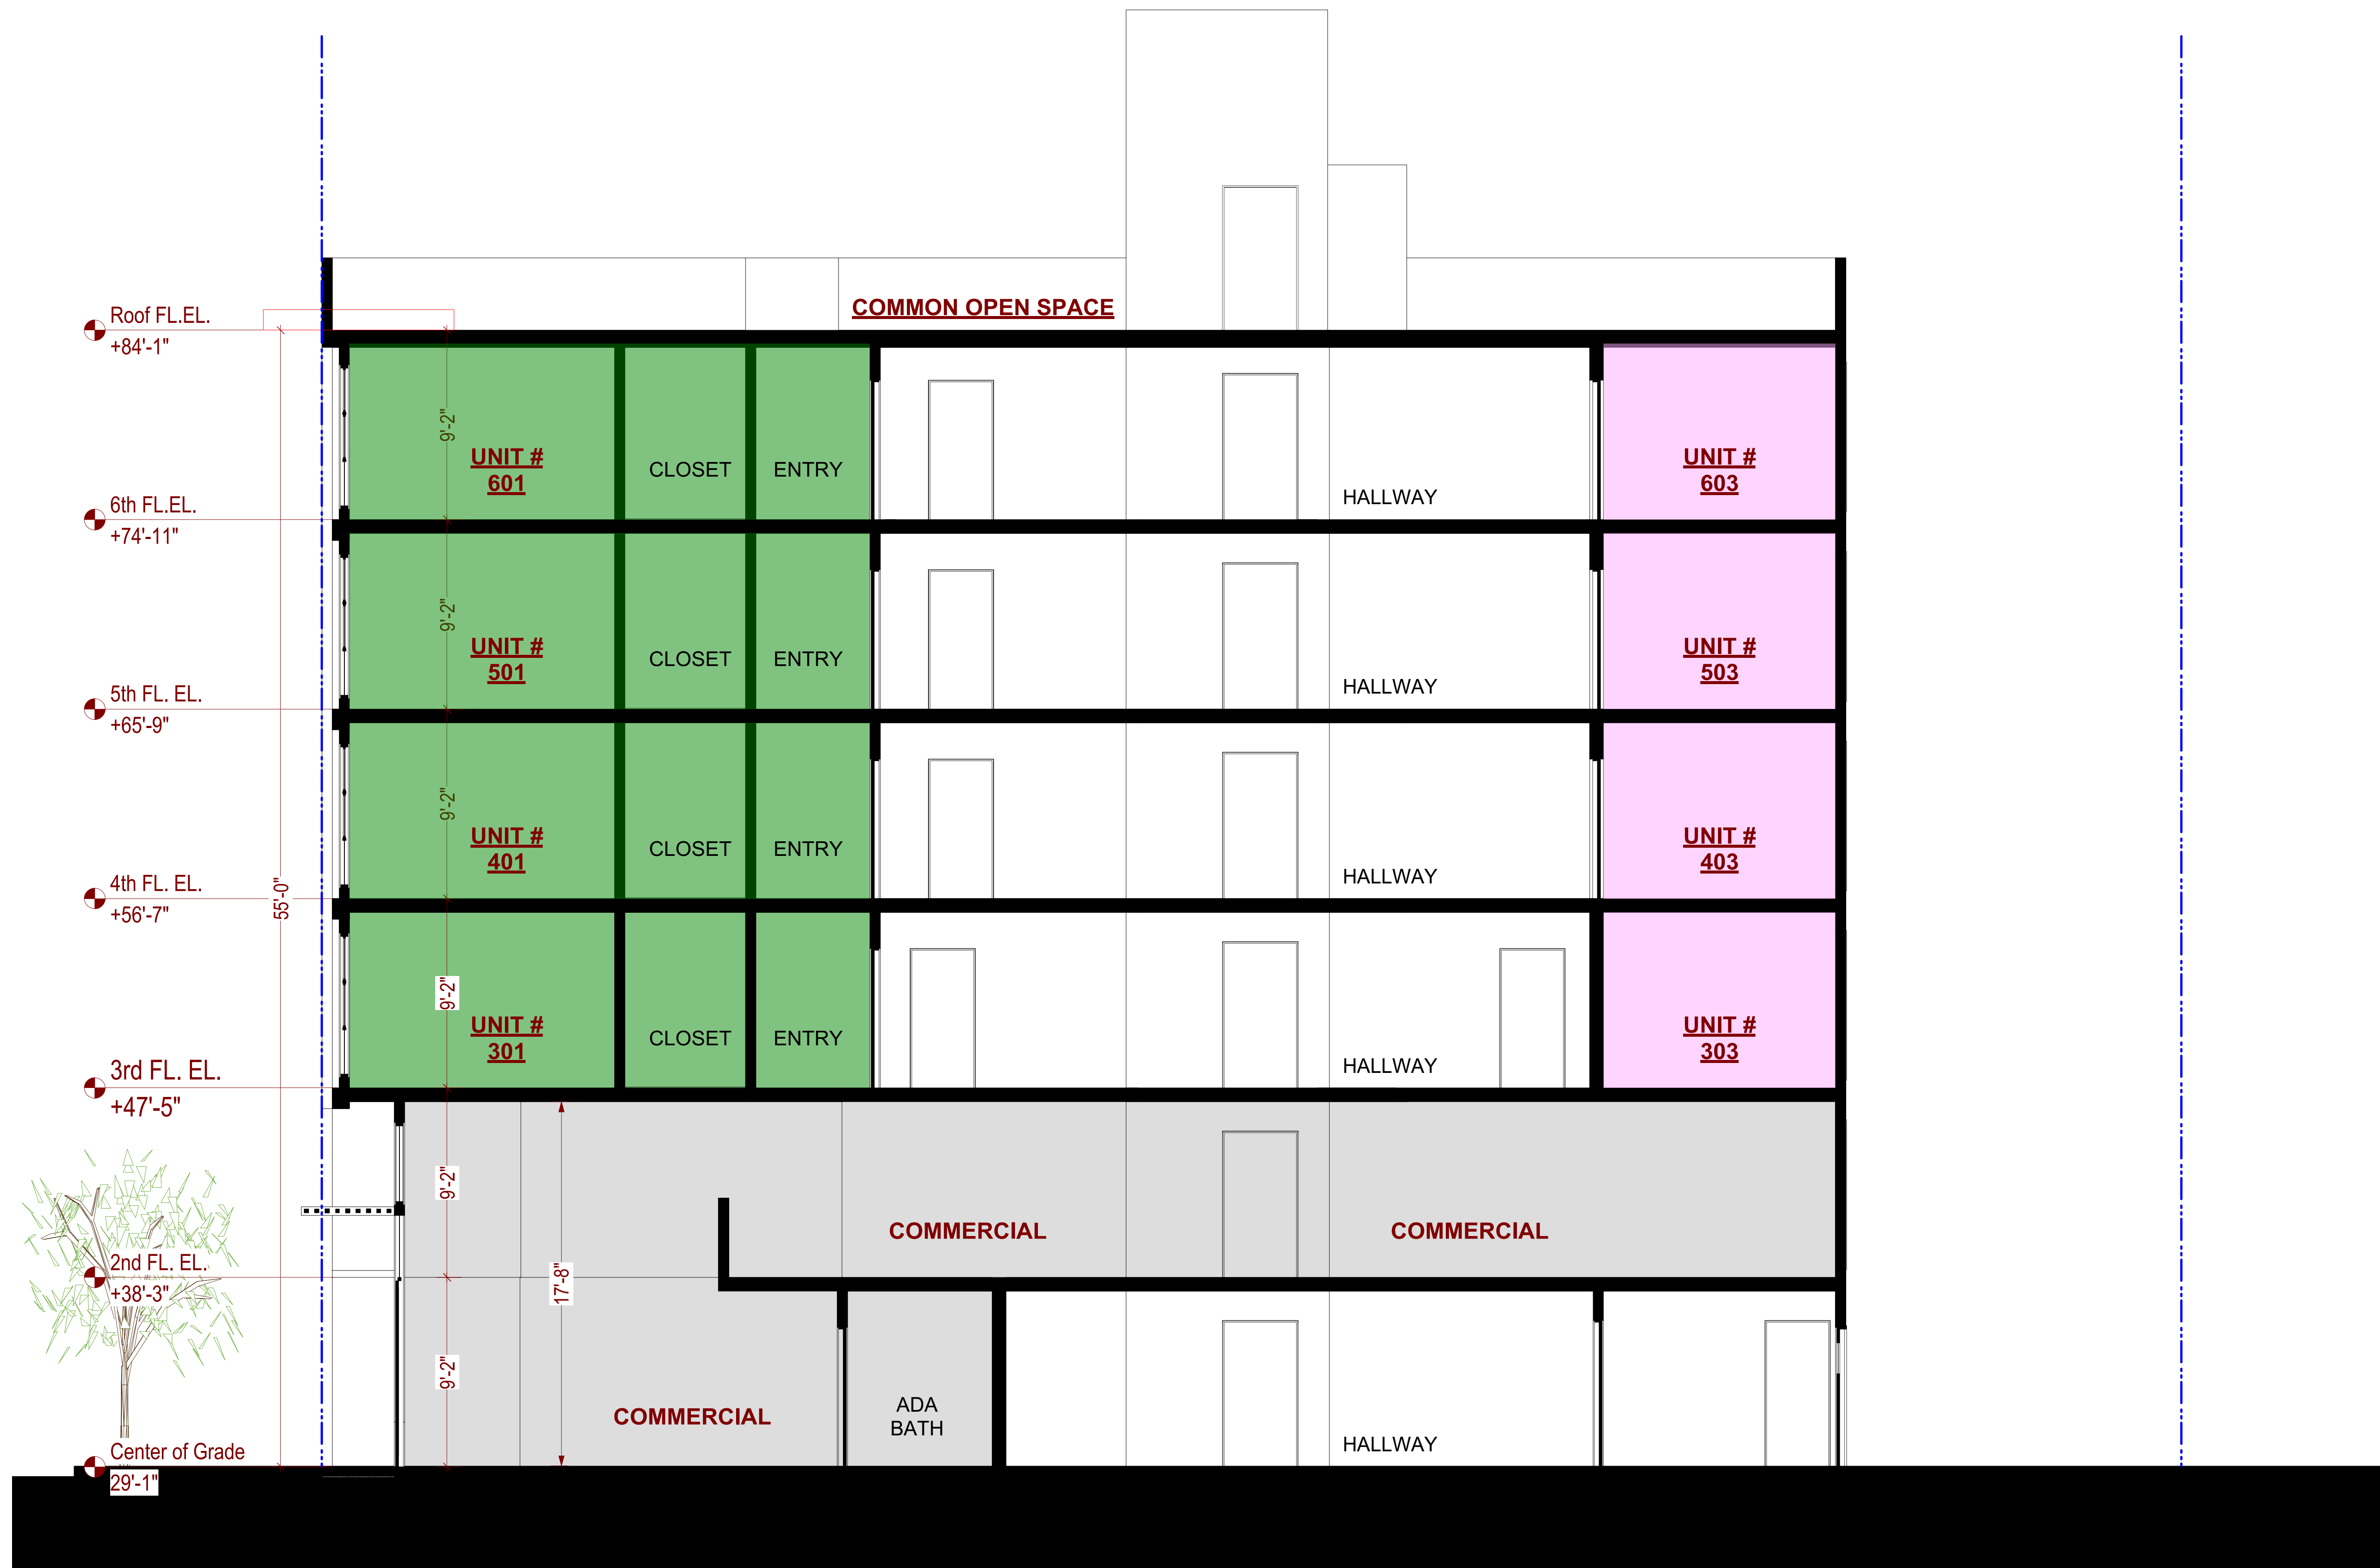 COMMON OPEN SPACE
Roof FL.EL.
+84'-1"
9'-2"
UNIT #
601
CLOSET
ENTRY
HALLWAY
UNIT #
603
6th FL.EL.
+74'-11"
9'-2"
UNIT #
501
CLOSET
ENTRY
HALLWAY
UNIT #
503
5th FL. EL.
+65'-9"
9'-2"
UNIT #
401
CLOSET
ENTRY
HALLWAY
UNIT #
403
4th FL. EL.
+56'-7"
55'-0"
9'-2"
UNIT #
301
CLOSET
ENTRY
HALLWAY
UNIT #
303
3rd FL. EL.
+47'-5"
9'-2"
COMMERCIAL
COMMERCIAL
2nd FL. EL.
+38'-3"
17'-8"
9'-2"
COMMERCIAL
ADA
BATH
HALLWAY
Center of Grade
29'-1"